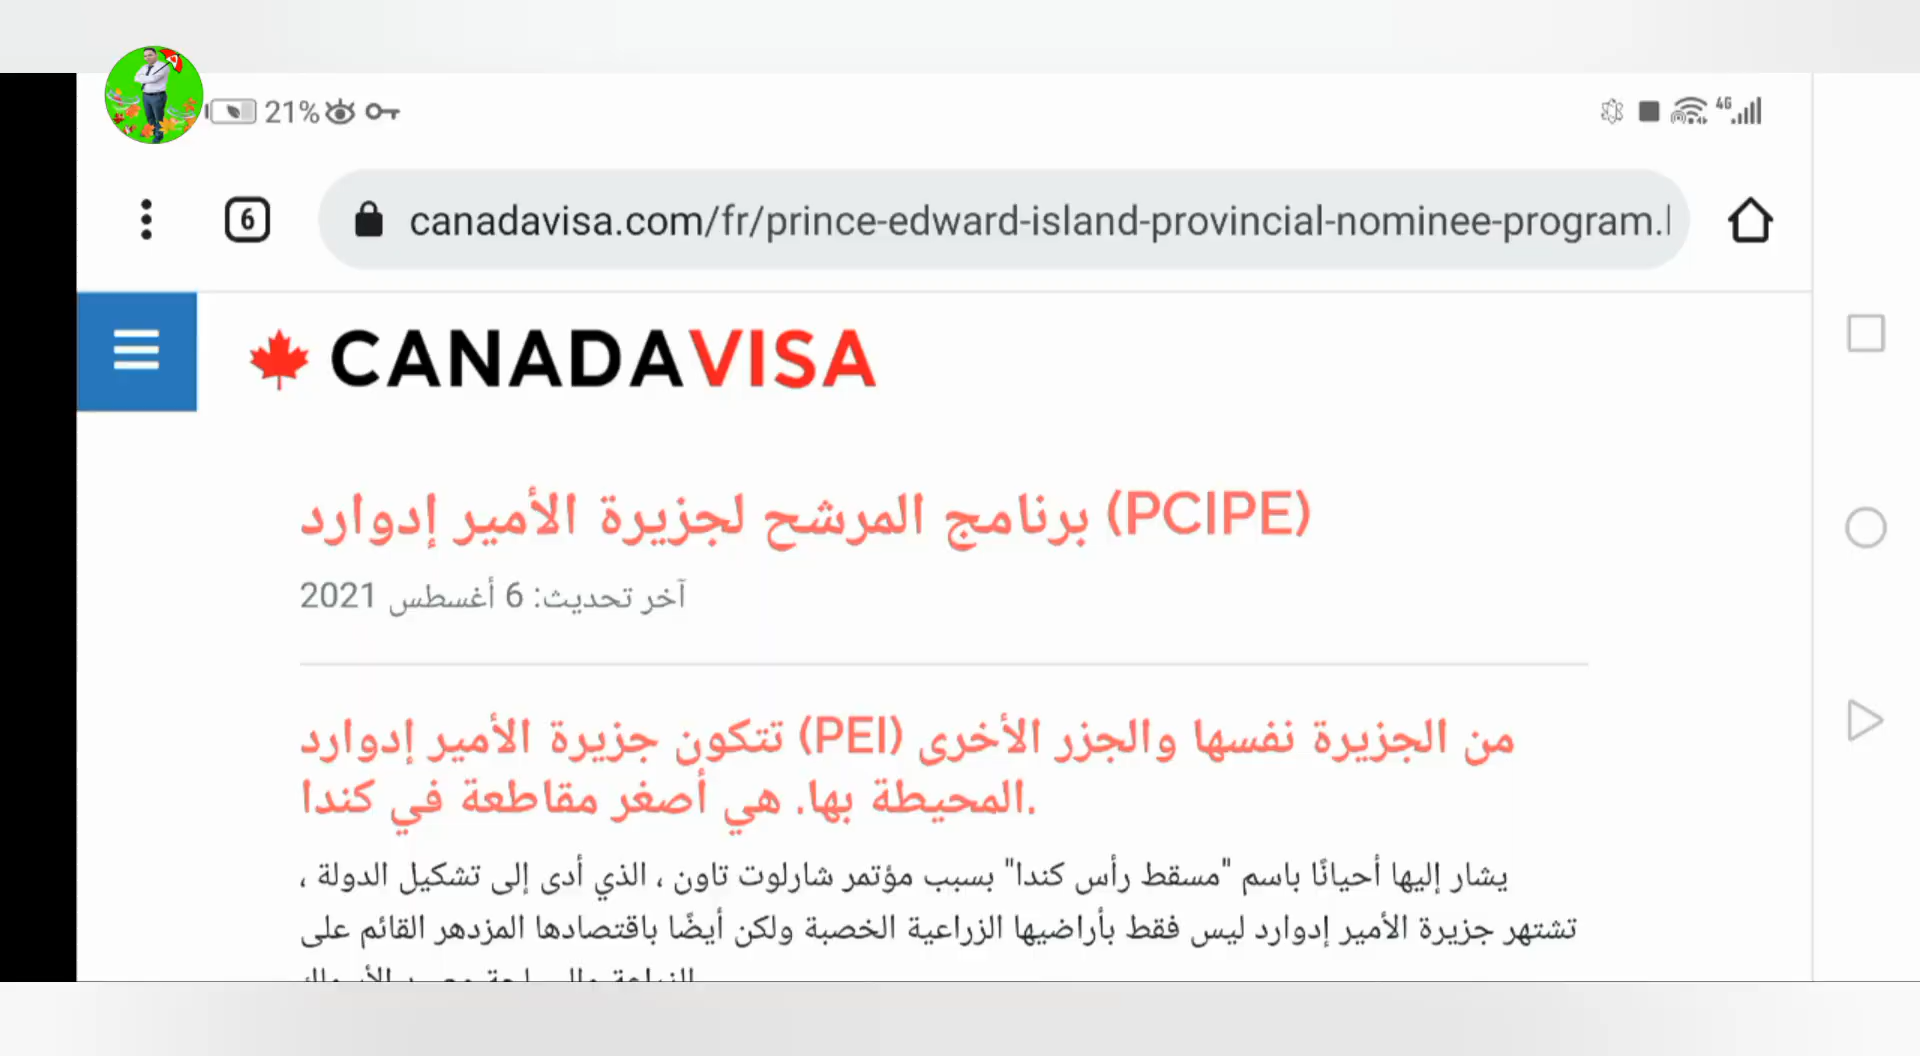 21%
4G
6
canadavisa.com/fr/prince-edward-island-provincial-nominee-program.
CANADAVISA
برنامج المرشح لجزيرة الأمير إدوارد (PCIPE)
آخر تحديث: 6 أغسطس 2021
من الجزيرة نفسها والجزر الأخرى (PEI) تتكون جزيرة الأمير إدوارد
المحيطة بها. هي أصغر مقاطعة في كندا.
يشار إليها أحيانًا باسم "مسقط رأس كندا" بسبب مؤتمر شارلوت تاون ، الذي أدى إلى تشكيل الدولة ،
تشتهر جزيرة الأمير إدوارد ليس فقط بأراضيها الزراعية الخصبة ولكن أيضًا باقتصادها المزدهر القائم على